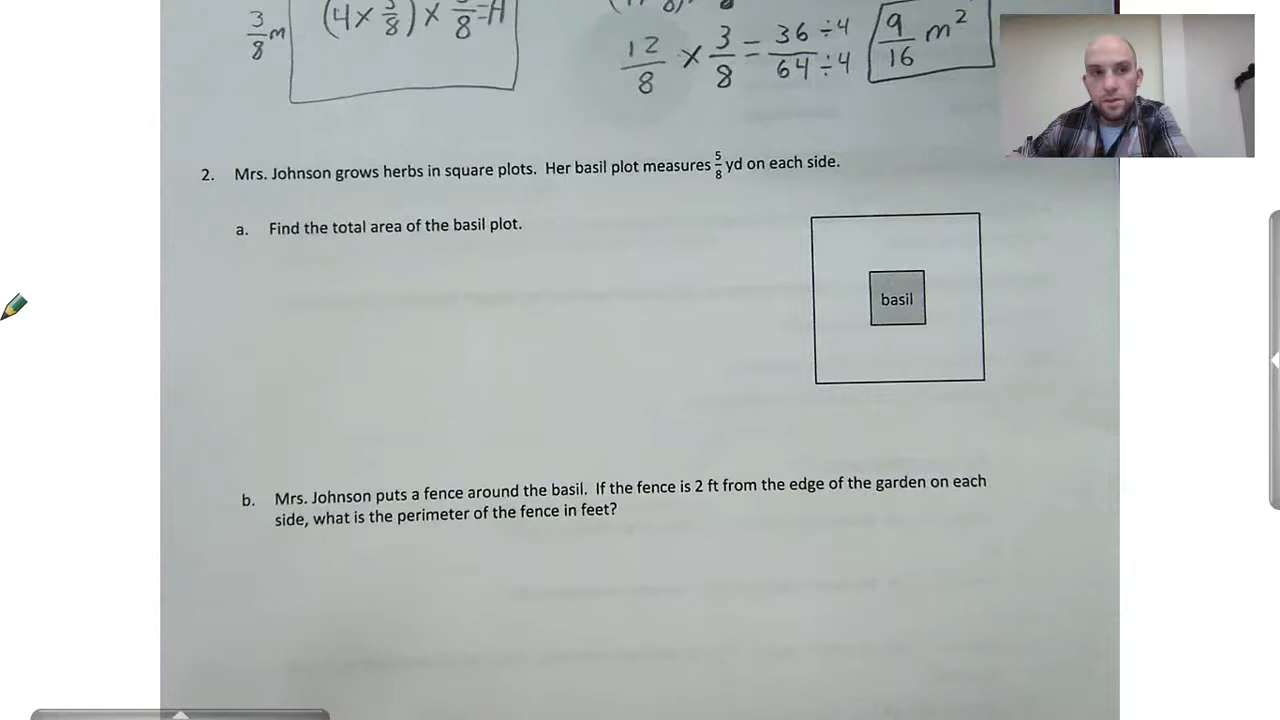 3/8 m (4 × 3/8) × 3/8 = A
12/8 × 3/8 = 36 ÷4 / 64 ÷4 9/16 m²
2. Mrs. Johnson grows herbs in square plots. Her basil plot measures 5/8 yd on each side.
a. Find the total area of the basil plot.
basil
b. Mrs. Johnson puts a fence around the basil. If the fence is 2 ft from the edge of the garden on each
side, what is the perimeter of the fence in feet?